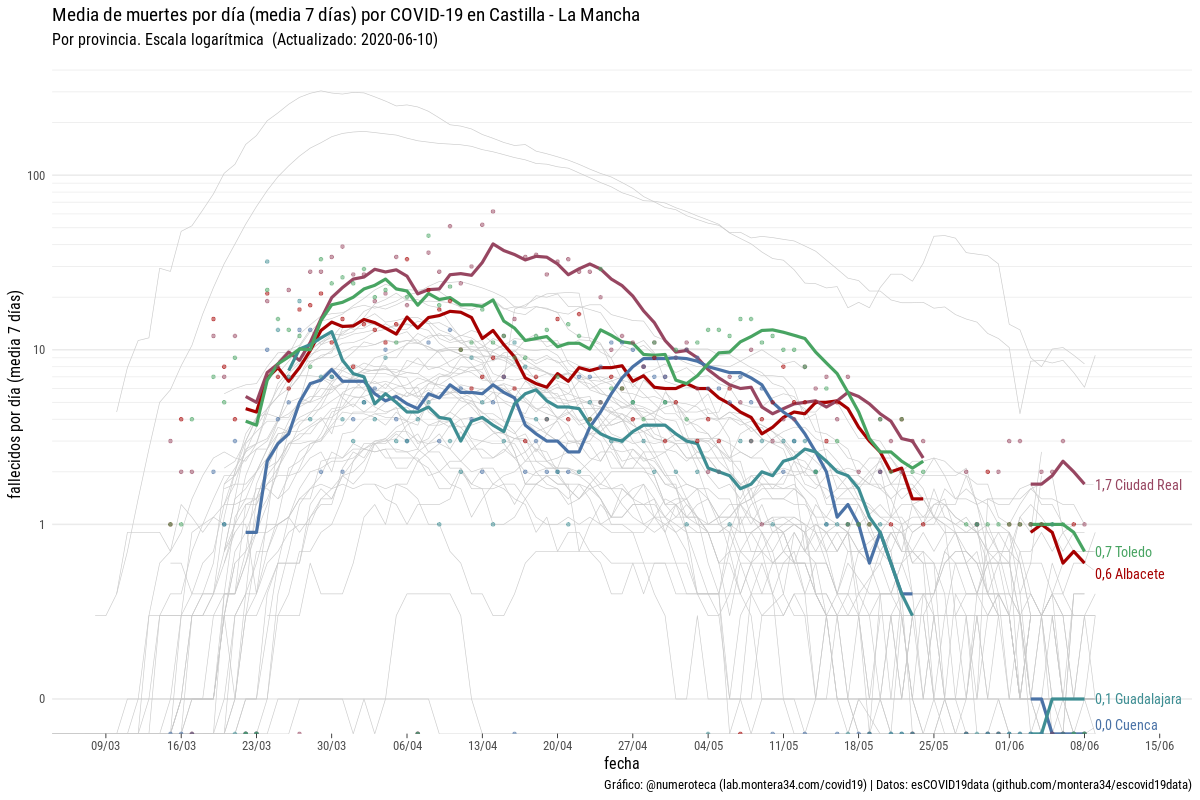 Media de muertes por día (media 7 días) por COVID-19 en Castilla - La Mancha
Por provincia. Escala logarítmica (Actualizado: 2020-06-10)
fallecidos por día (media 7 días)
100
10
1
0
1,7 Ciudad Real
0,7 Toledo
0,6 Albacete
0,1 Guadalajara
0,0 Cuenca
09/03
16/03
23/03
30/03
06/04
13/04
20/04
27/04
04/05
11/05
18/05
25/05
01/06
08/06
15/06
fecha
Gráfico: @numeroteca (lab.montera34.com/covid19) | Datos: esCOVID19data (github.com/montera34/escovid19data)